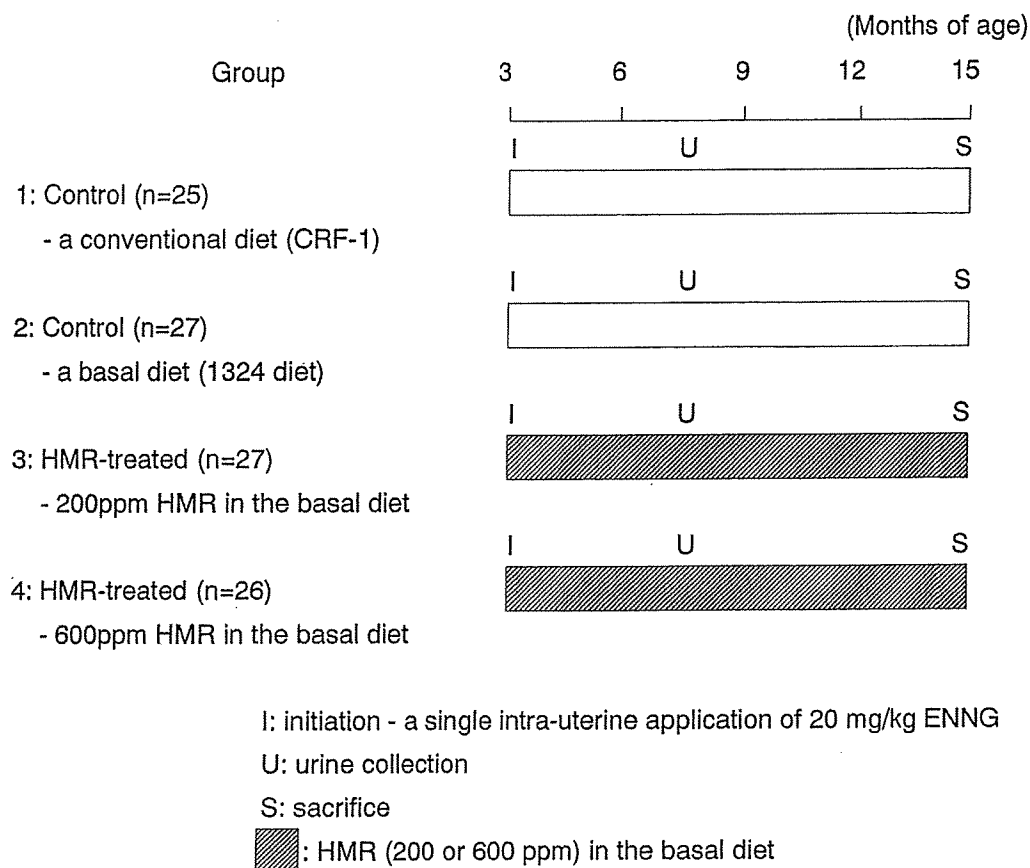 (Months of age)
Group 3 6 9 12 15
I U S
1: Control (n=25)
- a conventional diet (CRF-1)
I U S
2: Control (n=27)
- a basal diet (1324 diet)
I U S
3: HMR-treated (n=27)
- 200ppm HMR in the basal diet
I U S
4: HMR-treated (n=26)
- 600ppm HMR in the basal diet
I: initiation - a single intra-uterine application of 20 mg/kg ENNG
U: urine collection
S: sacrifice
: HMR (200 or 600 ppm) in the basal diet